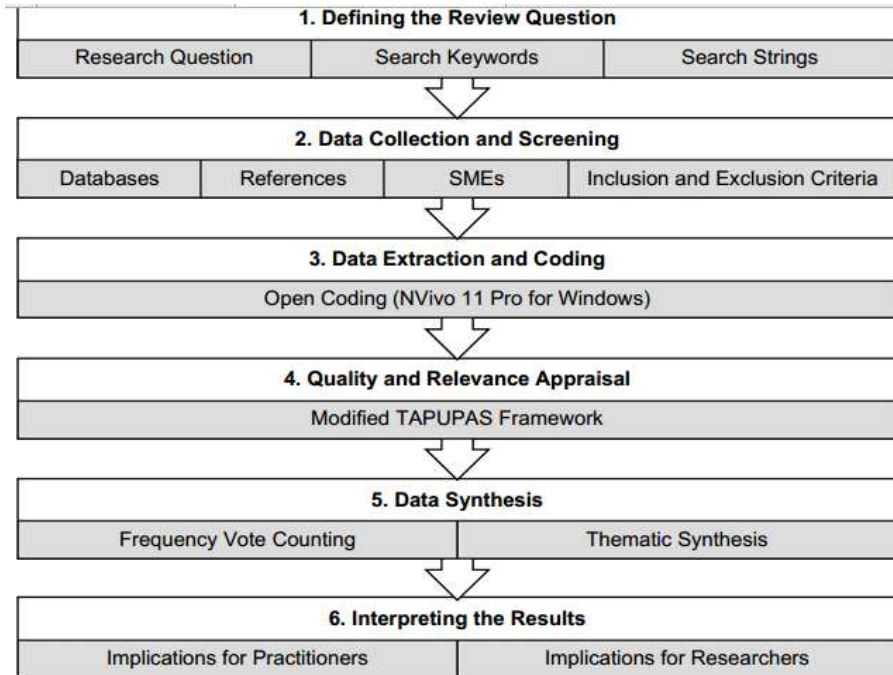 1. Defining the Review Question
Research Question Search Keywords Search Strings
2. Data Collection and Screening
Databases References SMEs Inclusion and Exclusion Criteria
3. Data Extraction and Coding
Open Coding (NVivo 11 Pro for Windows)
4. Quality and Relevance Appraisal
Modified TAPUPAS Framework
5. Data Synthesis
Frequency Vote Counting Thematic Synthesis
6. Interpreting the Results
Implications for Practitioners Implications for Researchers